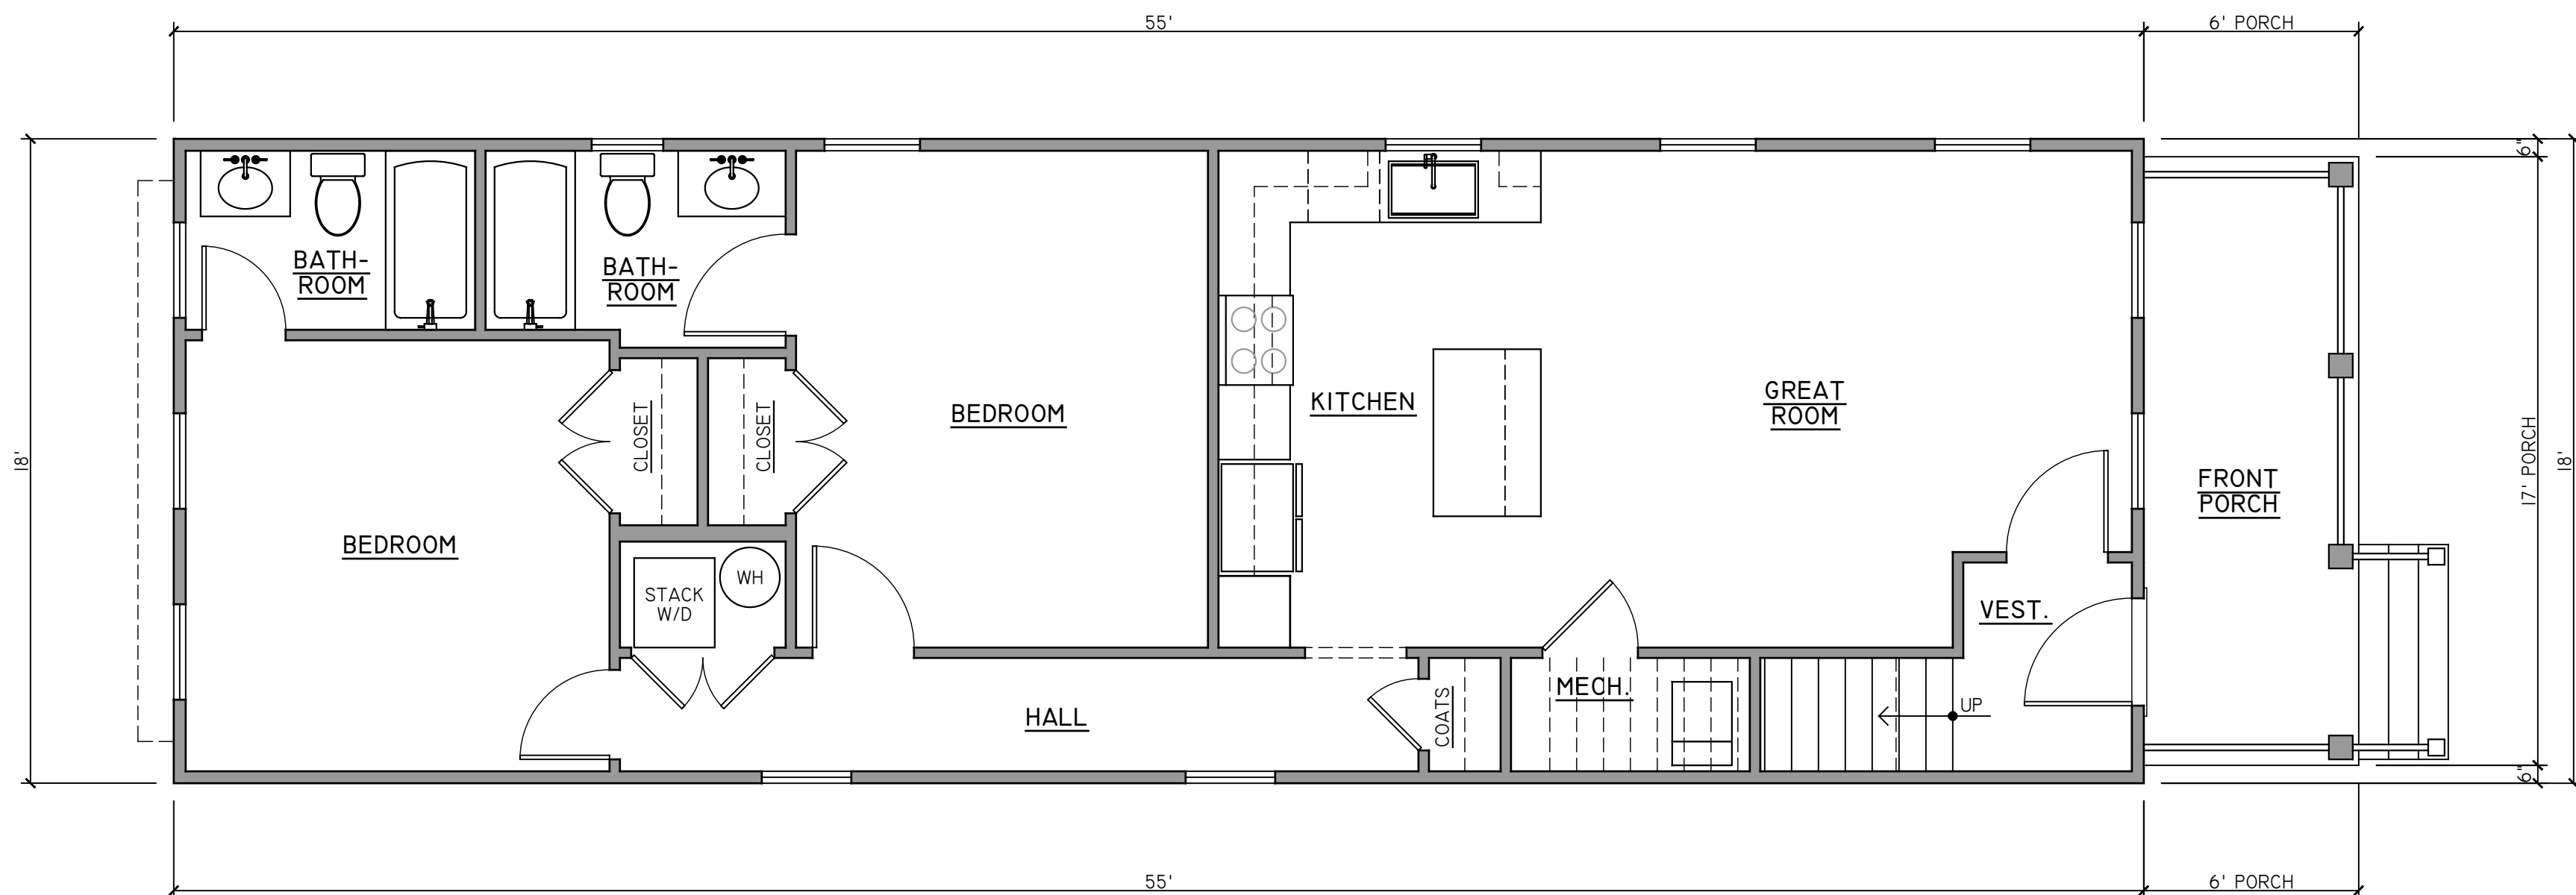 55'
6' PORCH
6"
BATH-
ROOM
BATH-
ROOM
CLOSET
CLOSET
BEDROOM
KITCHEN
GREAT
ROOM
18'
17' PORCH
18'
FRONT
PORCH
BEDROOM
STACK
W/D
WH
VEST.
MECH.
COATS
HALL
UP
6"
55'
6' PORCH